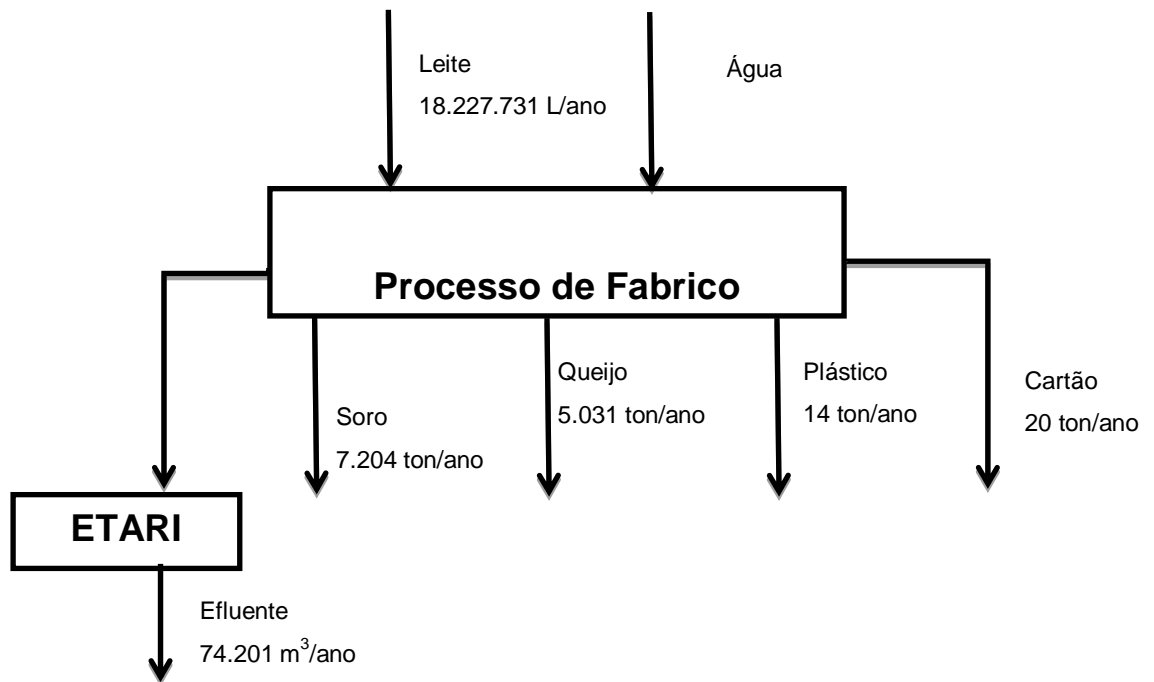 Leite
18.227.731 L/ano
Água
Processo de Fabrico
Soro
7.204 ton/ano
Queijo
5.031 ton/ano
Plástico
14 ton/ano
Cartão
20 ton/ano
ETARI
Efluente
74.201 m³/ano